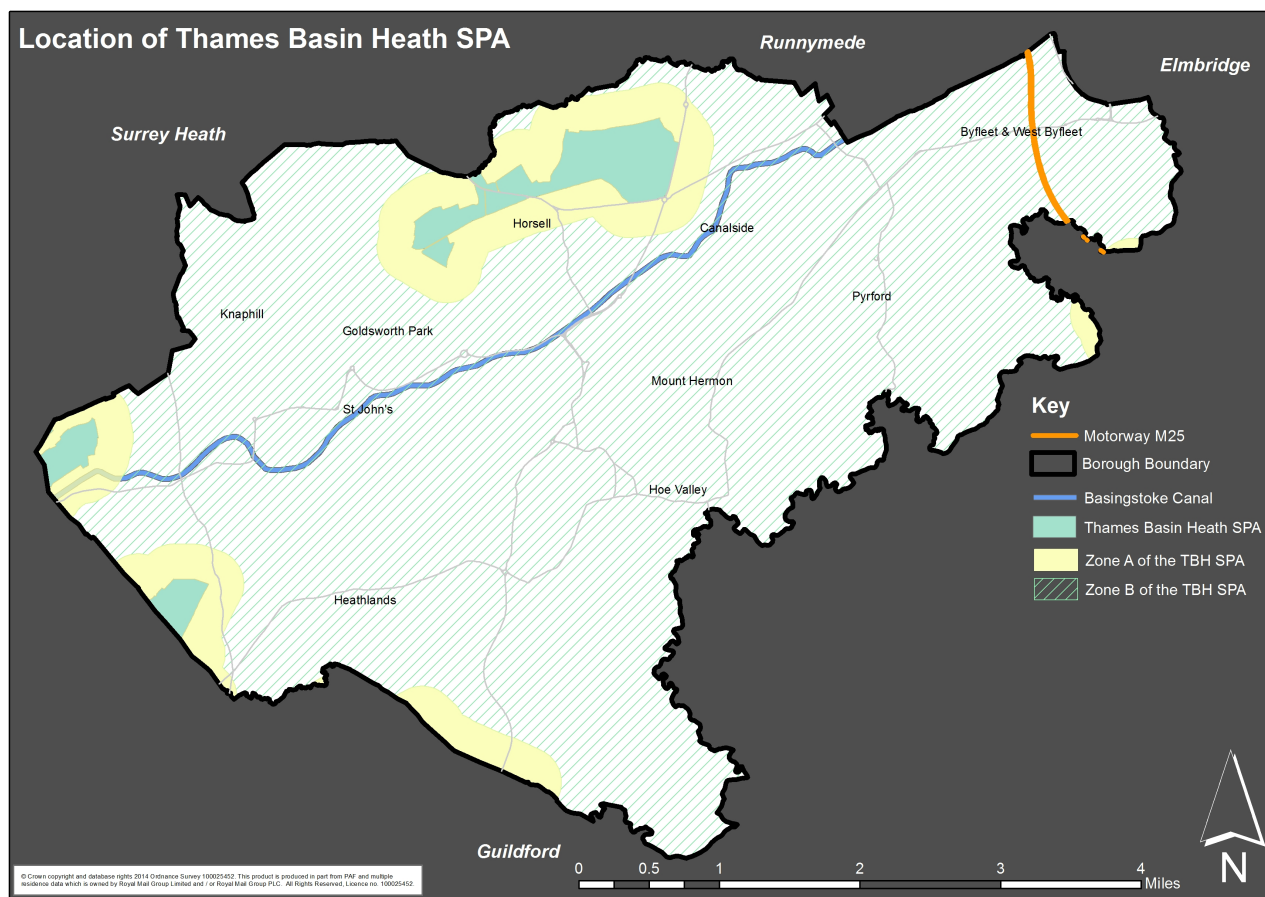 Location of Thames Basin Heath SPA
Runnymede
Elmbridge
Surrey Heath
Byfleet & West Byfleet
Horsell
Canalside
Pyrford
Knaphill
Goldsworth Park
Mount Hermon
St John's
Hoe Valley
Heathlands
Guildford
Key
Motorway M25
Borough Boundary
Basingstoke Canal
Thames Basin Heath SPA
Zone A of the TBH SPA
Zone B of the TBH SPA
N
0 0.5 1 2 3 4
Miles
© Crown copyright and database rights 2014 Ordnance Survey 100025452. This product is produced in part from PAF and multiple
residence data which is owned by Royal Mail Group Limited and / or Royal Mail Group PLC. All Rights Reserved, Licence no. 100025452.